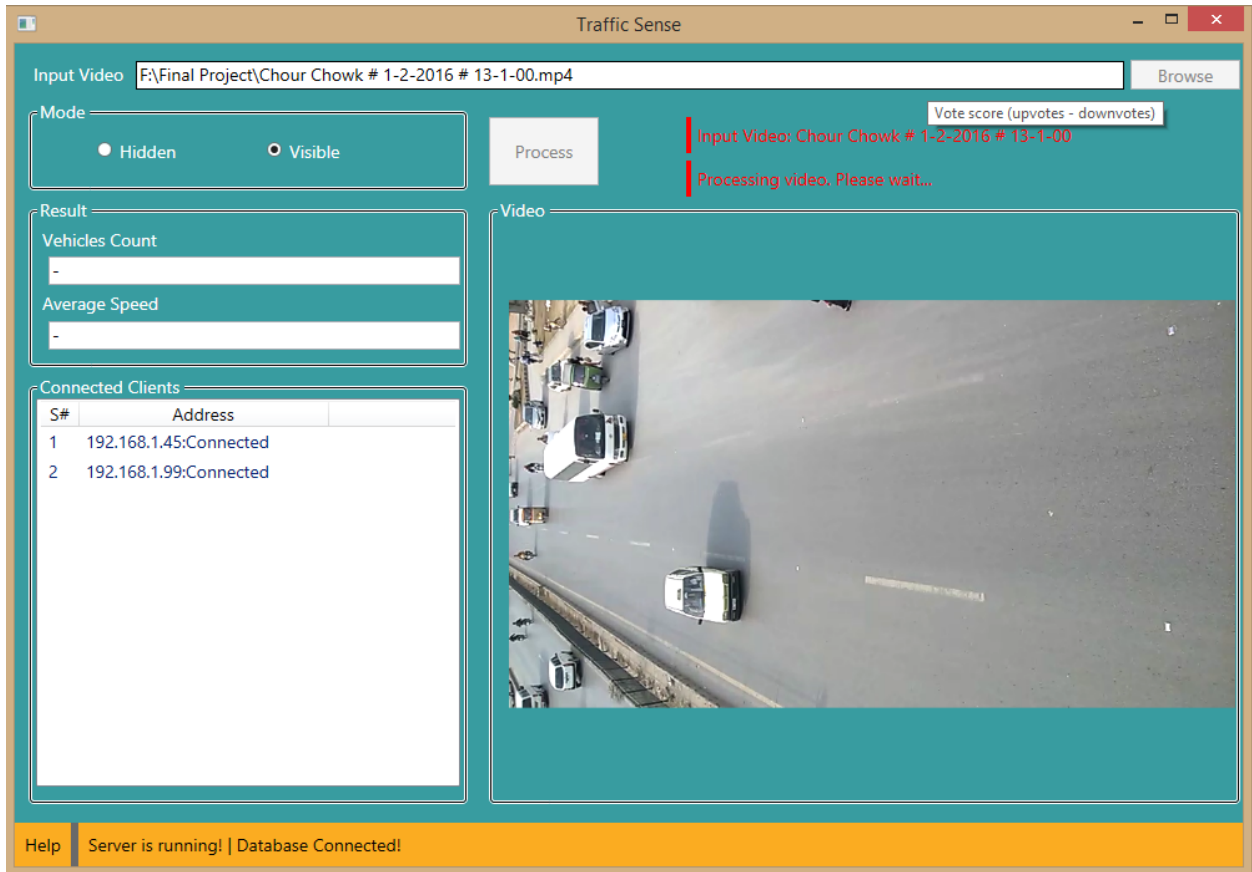 Traffic Sense
Input Video F:\Final Project\Chour Chowk # 1-2-2016 # 13-1-00.mp4 Browse
Vote score (upvotes - downvotes)
Mode
Hidden Visible
Process
Input Video: Chour Chowk # 1-2-2016 # 13-1-00
Processing video. Please wait...
Result
Vehicles Count
-
Average Speed
-
Connected Clients
S# Address
1 192.168.1.45:Connected
2 192.168.1.99:Connected
Video
Help Server is running! | Database Connected!